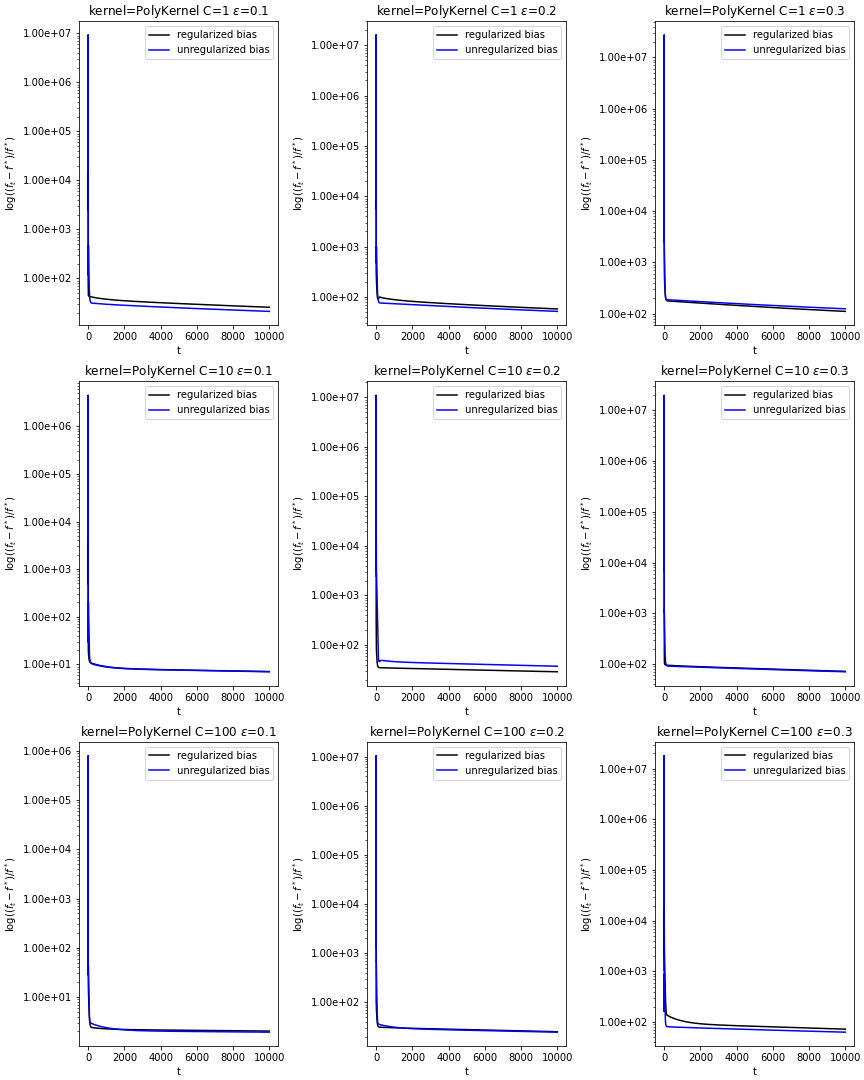 kernel=PolyKernel C=1 ε=0.1
1.00e+07
1.00e+06
1.00e+05
1.00e+04
1.00e+03
1.00e+02
log((f_t − f*)/f*)
regularized bias
unregularized bias
0 2000 4000 6000 8000 10000
t
kernel=PolyKernel C=1 ε=0.2
1.00e+07
1.00e+06
1.00e+05
1.00e+04
1.00e+03
1.00e+02
log((f_t − f*)/f*)
regularized bias
unregularized bias
0 2000 4000 6000 8000 10000
t
kernel=PolyKernel C=1 ε=0.3
1.00e+07
1.00e+06
1.00e+05
1.00e+04
1.00e+03
1.00e+02
log((f_t − f*)/f*)
regularized bias
unregularized bias
0 2000 4000 6000 8000 10000
t
kernel=PolyKernel C=10 ε=0.1
1.00e+06
1.00e+05
1.00e+04
1.00e+03
1.00e+02
1.00e+01
log((f_t − f*)/f*)
regularized bias
unregularized bias
0 2000 4000 6000 8000 10000
t
kernel=PolyKernel C=10 ε=0.2
1.00e+07
1.00e+06
1.00e+05
1.00e+04
1.00e+03
1.00e+02
log((f_t − f*)/f*)
regularized bias
unregularized bias
0 2000 4000 6000 8000 10000
t
kernel=PolyKernel C=10 ε=0.3
1.00e+07
1.00e+06
1.00e+05
1.00e+04
1.00e+03
1.00e+02
log((f_t − f*)/f*)
regularized bias
unregularized bias
0 2000 4000 6000 8000 10000
t
kernel=PolyKernel C=100 ε=0.1
1.00e+06
1.00e+05
1.00e+04
1.00e+03
1.00e+02
1.00e+01
log((f_t − f*)/f*)
regularized bias
unregularized bias
0 2000 4000 6000 8000 10000
t
kernel=PolyKernel C=100 ε=0.2
1.00e+07
1.00e+06
1.00e+05
1.00e+04
1.00e+03
1.00e+02
log((f_t − f*)/f*)
regularized bias
unregularized bias
0 2000 4000 6000 8000 10000
t
kernel=PolyKernel C=100 ε=0.3
1.00e+07
1.00e+06
1.00e+05
1.00e+04
1.00e+03
1.00e+02
log((f_t − f*)/f*)
regularized bias
unregularized bias
0 2000 4000 6000 8000 10000
t